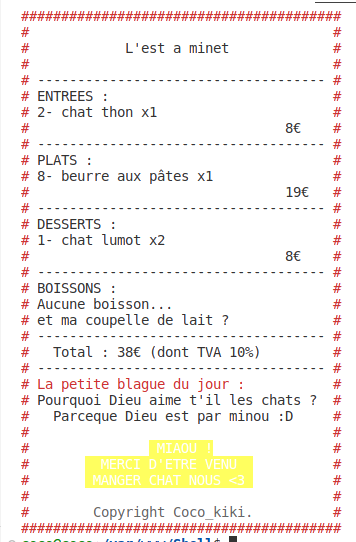 #########################################
# #
# L'est a minet #
# #
# ------------------------------------ #
# ENTREES : #
# 2- chat thon x1 #
# 8€ #
# ------------------------------------ #
# PLATS : #
# 8- beurre aux pâtes x1 #
# 19€ #
# ------------------------------------ #
# DESSERTS : #
# 1- chat lumot x2 #
# 8€ #
# ------------------------------------ #
# BOISSONS : #
# Aucune boisson... #
# et ma coupelle de lait ? #
# ------------------------------------ #
# Total : 38€ (dont TVA 10%) #
# ------------------------------------ #
# La petite blague du jour : #
# Pourquoi Dieu aime t'il les chats ? #
# Parceque Dieu est par minou :D #
# #
# MIAOU ! #
# MERCI D'ETRE VENU #
# MANGER CHAT NOUS <3 #
# #
# Copyright Coco_kiki. #
#########################################